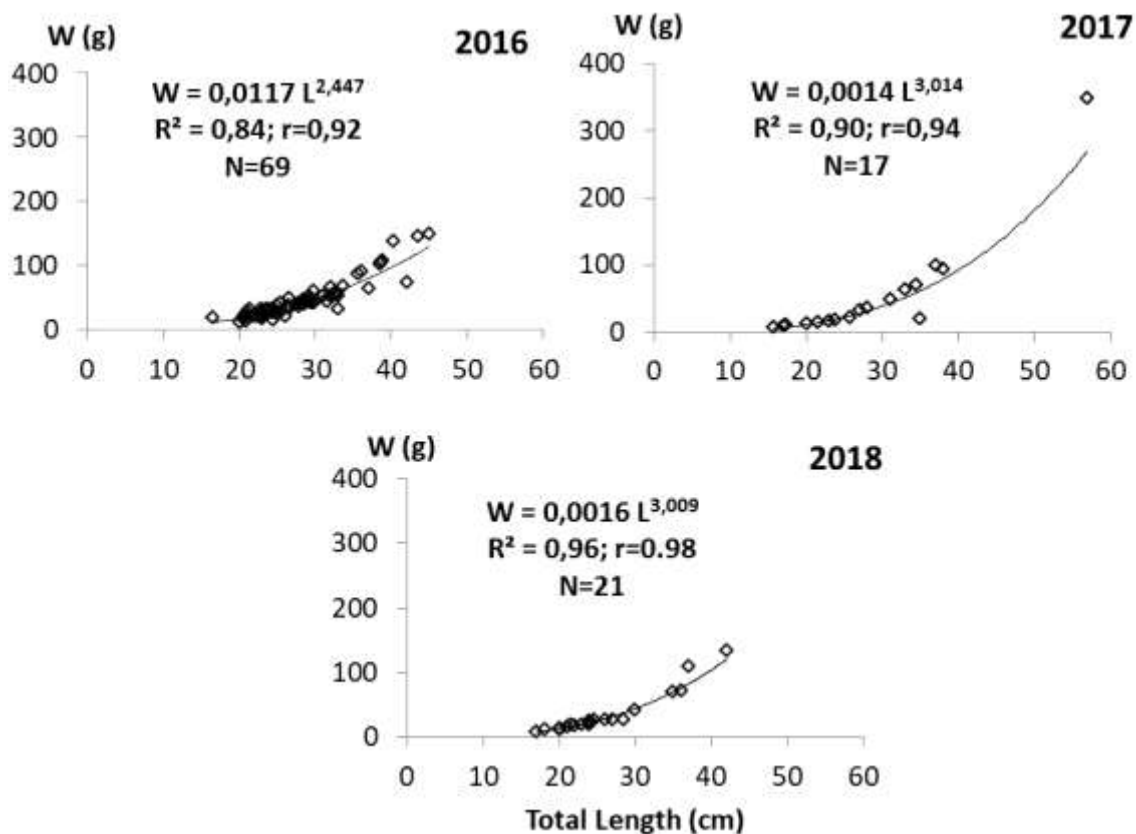 W (g)
2016
400
300
200
100
0
W = 0,0117 L^2,447
R² = 0,84; r=0,92
N=69
0 10 20 30 40 50 60
2017
400
300
200
100
0
W = 0,0014 L^3,014
R² = 0,90; r=0,94
N=17
0 10 20 30 40 50 60
W (g)
2018
400
300
200
100
0
W = 0,0016 L^3,009
R² = 0,96; r=0.98
N=21
0 10 20 30 40 50 60
Total Length (cm)
W (g)